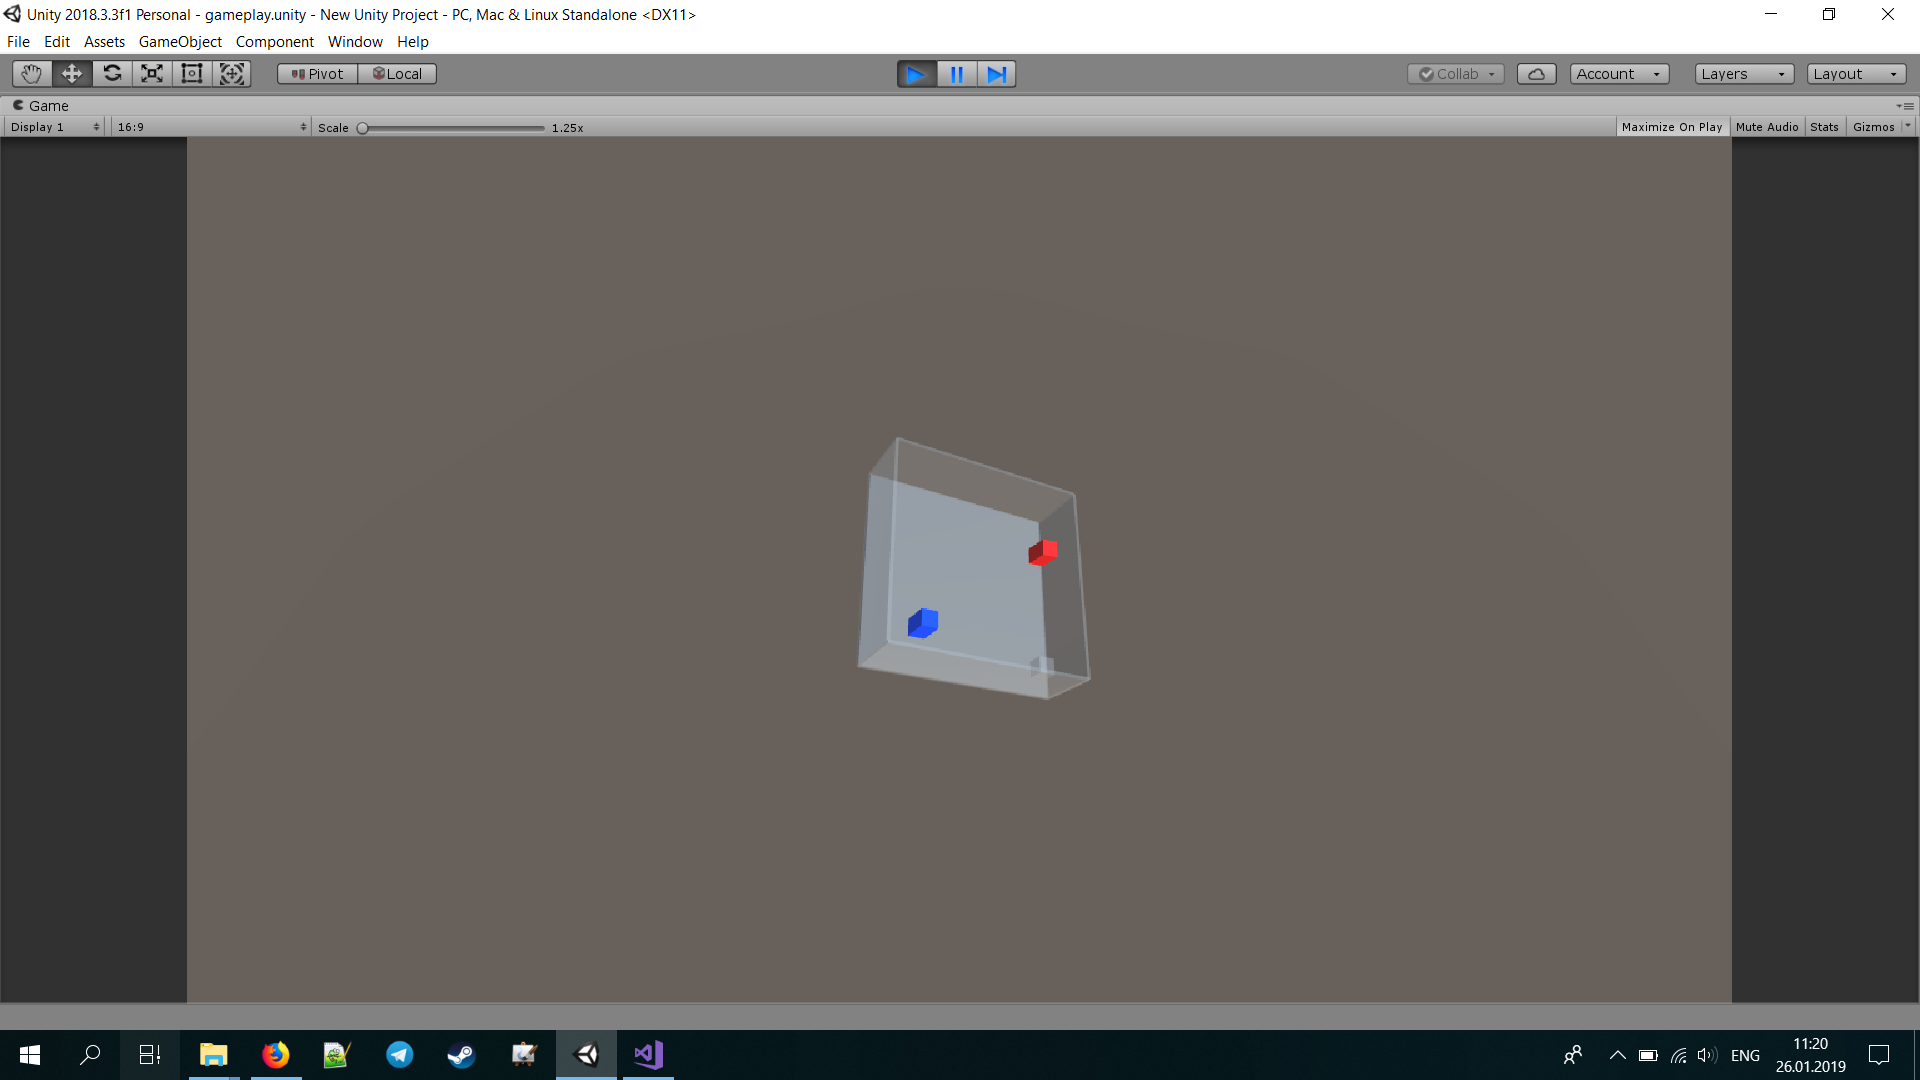 Unity 2018.3.3f1 Personal - gameplay.unity - New Unity Project - PC, Mac & Linux Standalone <DX11>
File Edit Assets GameObject Component Window Help
Pivot Local Collab Account Layers Layout
Game
Display 1 16:9 Scale 1.25x Maximize On Play Mute Audio Stats Gizmos
ENG 11:20
26.01.2019